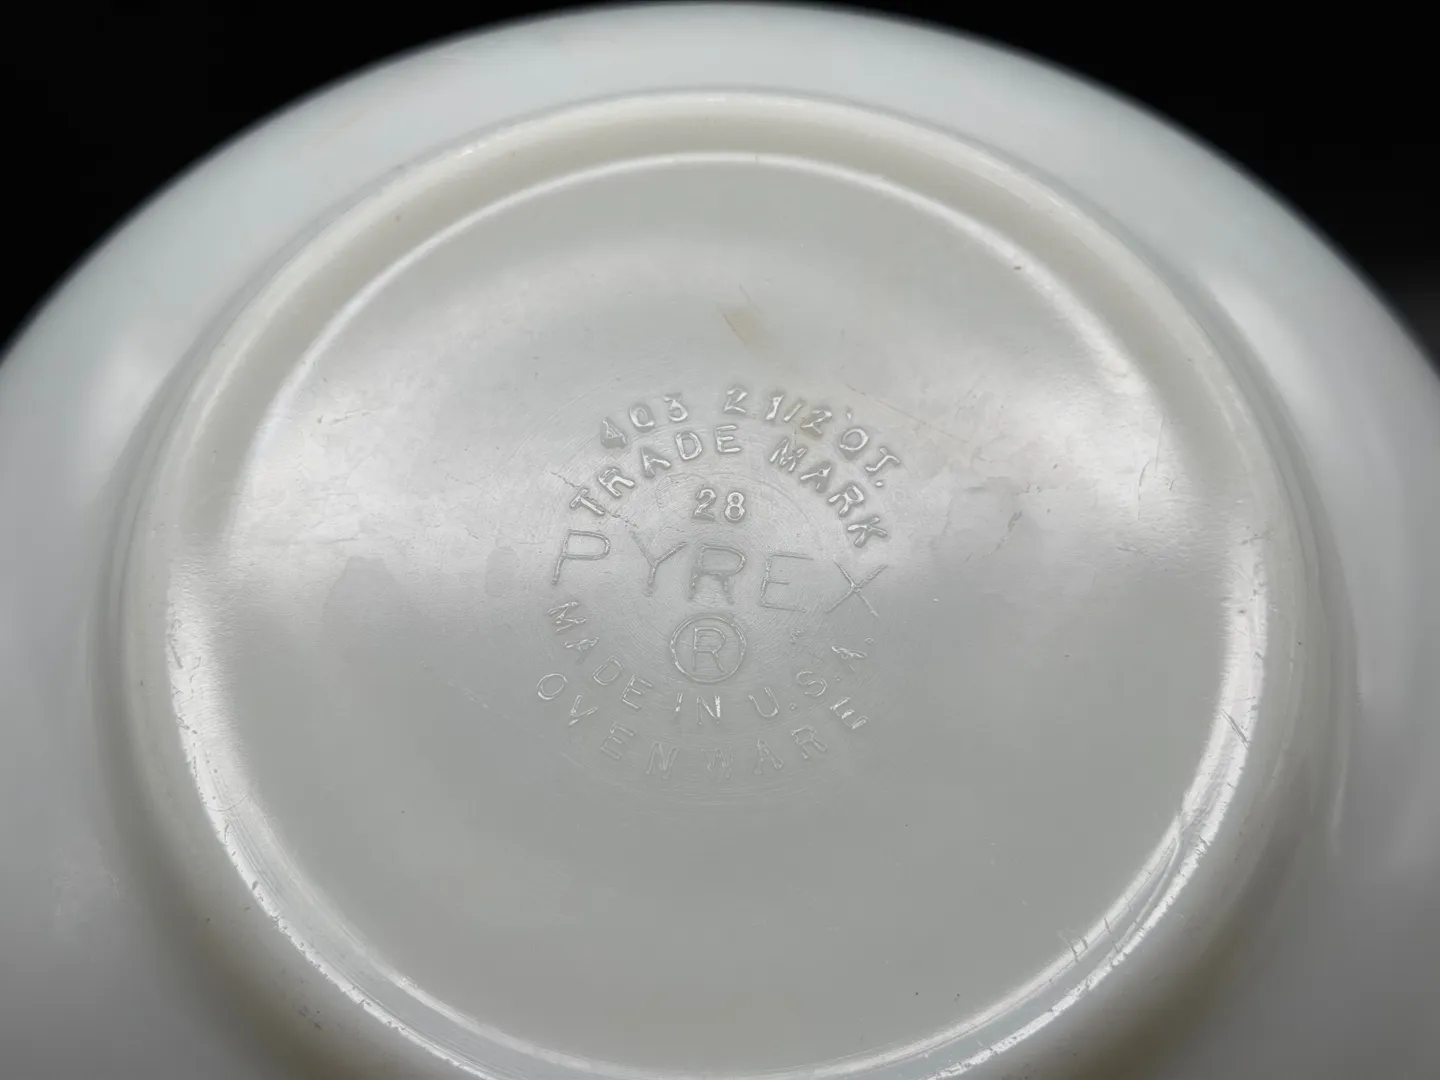 403 2 1/2 QT.
TRADE MARK
28
PYREX
®
MADE IN U.S.A.
OVENWARE